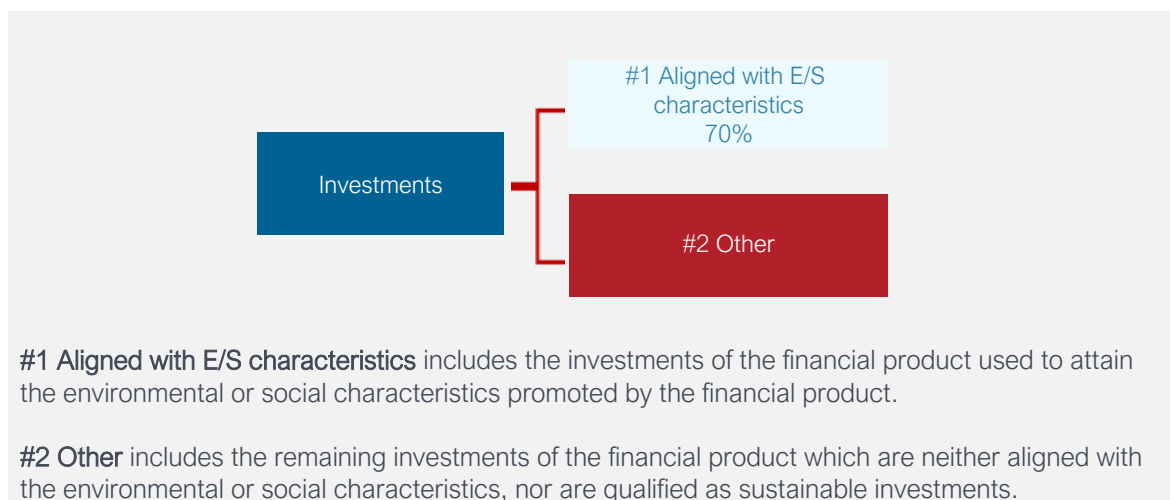 #1 Aligned with E/S
characteristics
70%
Investments
#2 Other
#1 Aligned with E/S characteristics includes the investments of the financial product used to attain
the environmental or social characteristics promoted by the financial product.
#2 Other includes the remaining investments of the financial product which are neither aligned with
the environmental or social characteristics, nor are qualified as sustainable investments.